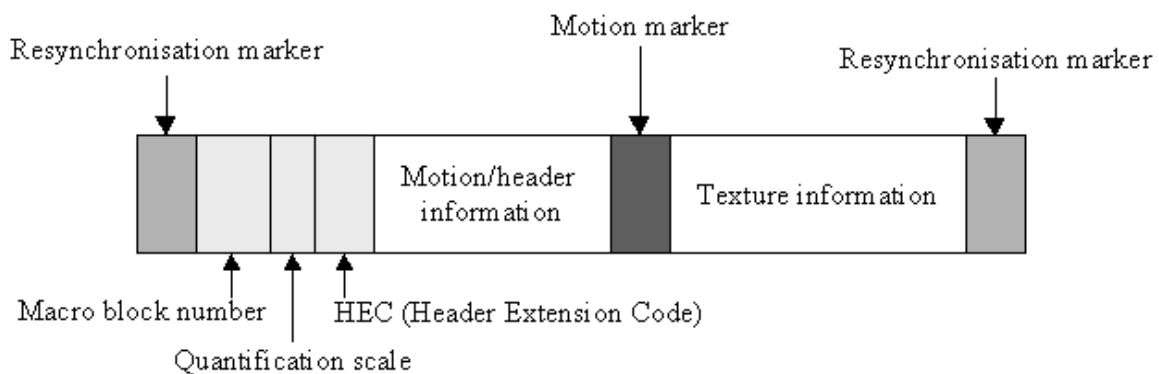 Motion marker
Resynchronisation marker
Resynchronisation marker
Motion/header
information
Texture information
Macro block number
HEC (Header Extension Code)
Quantification scale